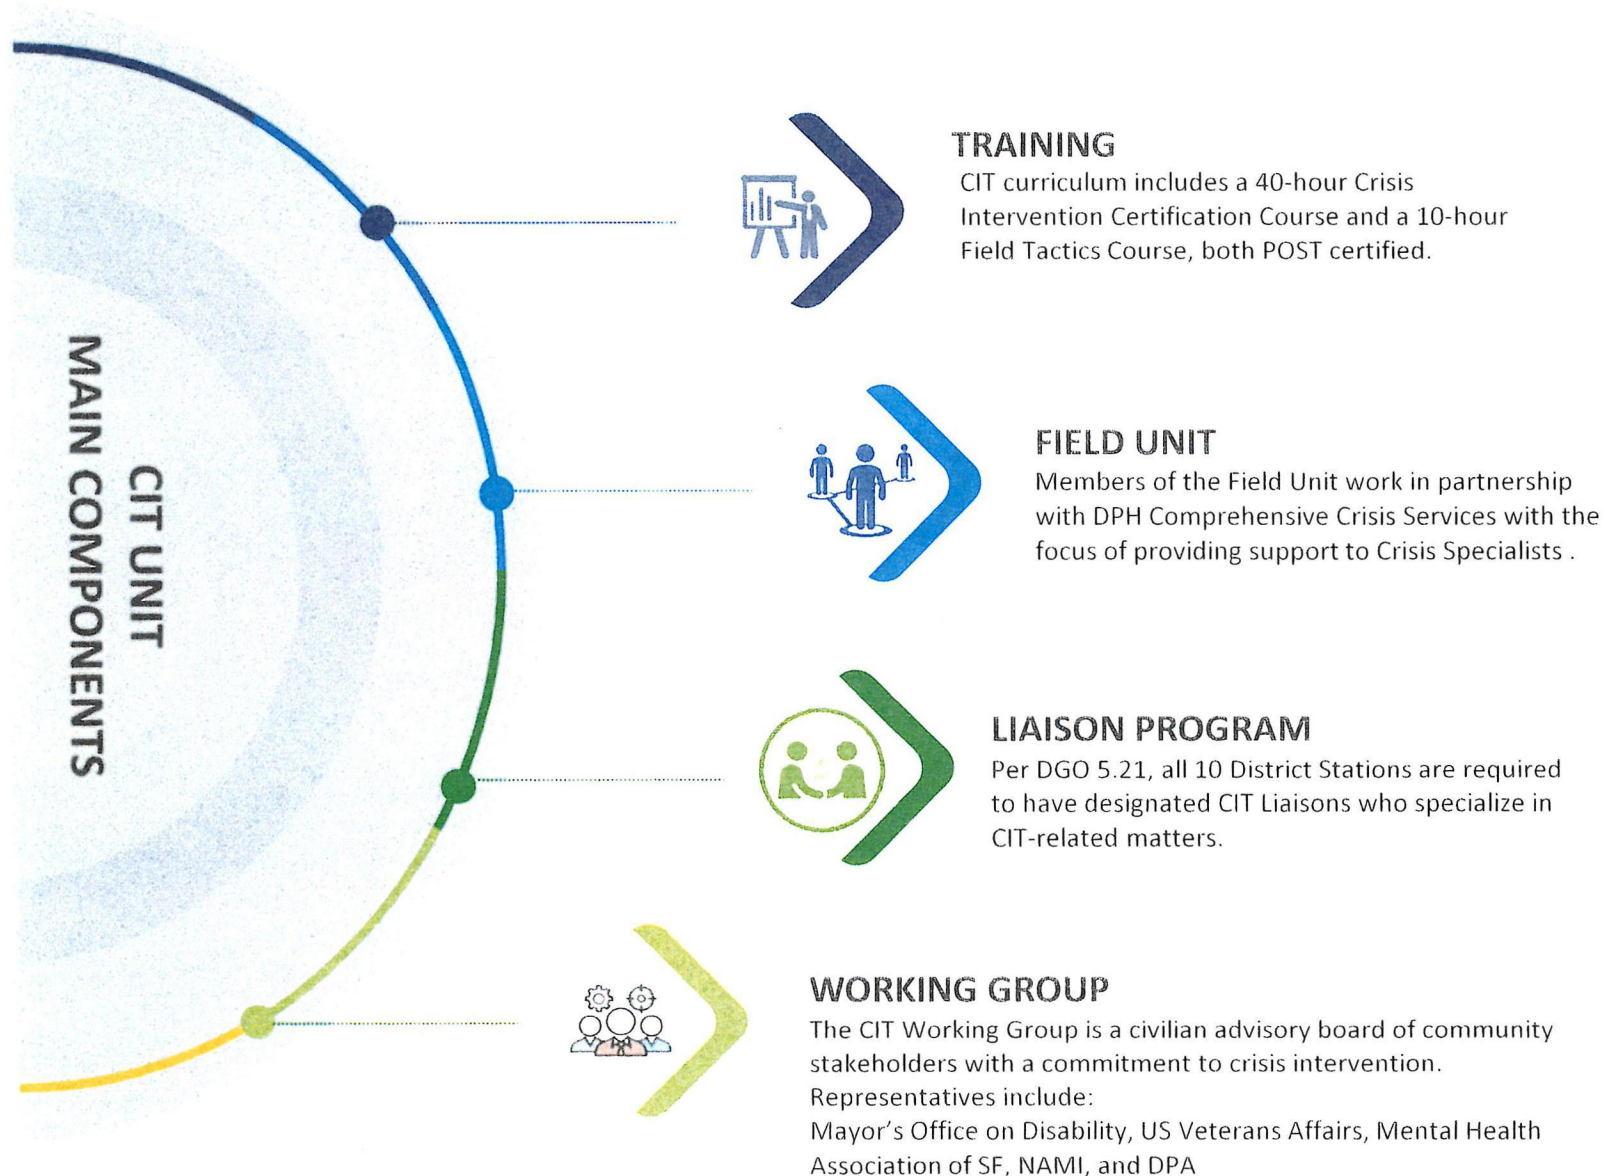 CIT UNIT
MAIN COMPONENTS
TRAINING
CIT curriculum includes a 40-hour Crisis
Intervention Certification Course and a 10-hour
Field Tactics Course, both POST certified.
FIELD UNIT
Members of the Field Unit work in partnership
with DPH Comprehensive Crisis Services with the
focus of providing support to Crisis Specialists .
LIAISON PROGRAM
Per DGO 5.21, all 10 District Stations are required
to have designated CIT Liaisons who specialize in
CIT-related matters.
WORKING GROUP
The CIT Working Group is a civilian advisory board of community
stakeholders with a commitment to crisis intervention.
Representatives include:
Mayor's Office on Disability, US Veterans Affairs, Mental Health
Association of SF, NAMI, and DPA